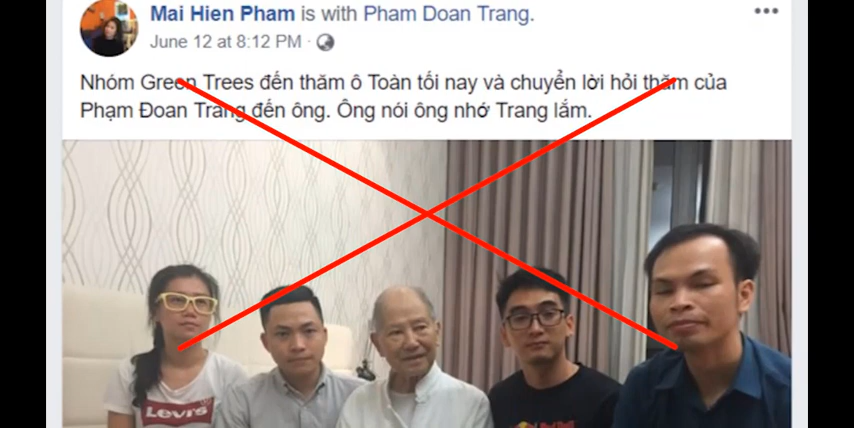 Mai Hien Pham is with Pham Doan Trang.
June 12 at 8:12 PM ·
Nhóm Green Trees đến thăm ô Toàn tối nay và chuyển lời hỏi thăm của
Phạm Đoan Trang đến ông. Ông nói ông nhớ Trang lắm.
LEVI'S